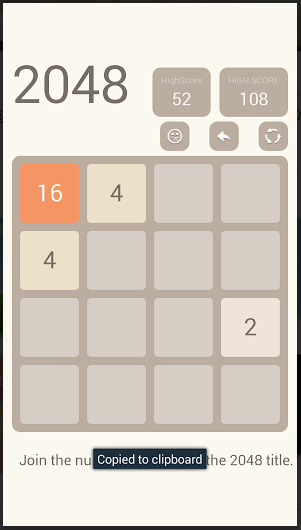 2048
HighScore
52
HIGH SCORE
108
16 4
4
2
Join the nu
Copied to clipboard
the 2048 title.